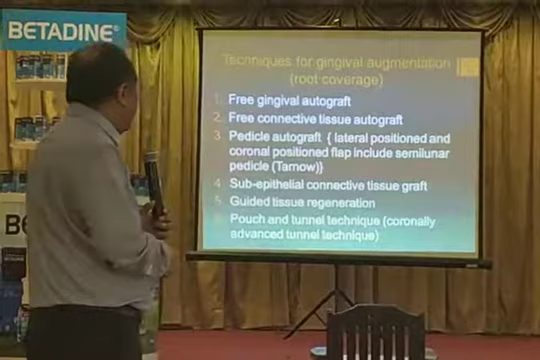 BETADINE
Techniques for gingival augmentation
(root coverage)
1. Free gingival autograft
2. Free connective tissue autograft
3. Pedicle autograft { lateral positioned and
coronal positioned flap include semilunar
pedicle (Tarnow)}
4. Sub-epithelial connective tissue graft
5. Guided tissue regeneration
6. Pouch and tunnel technique (coronally
advanced tunnel technique)